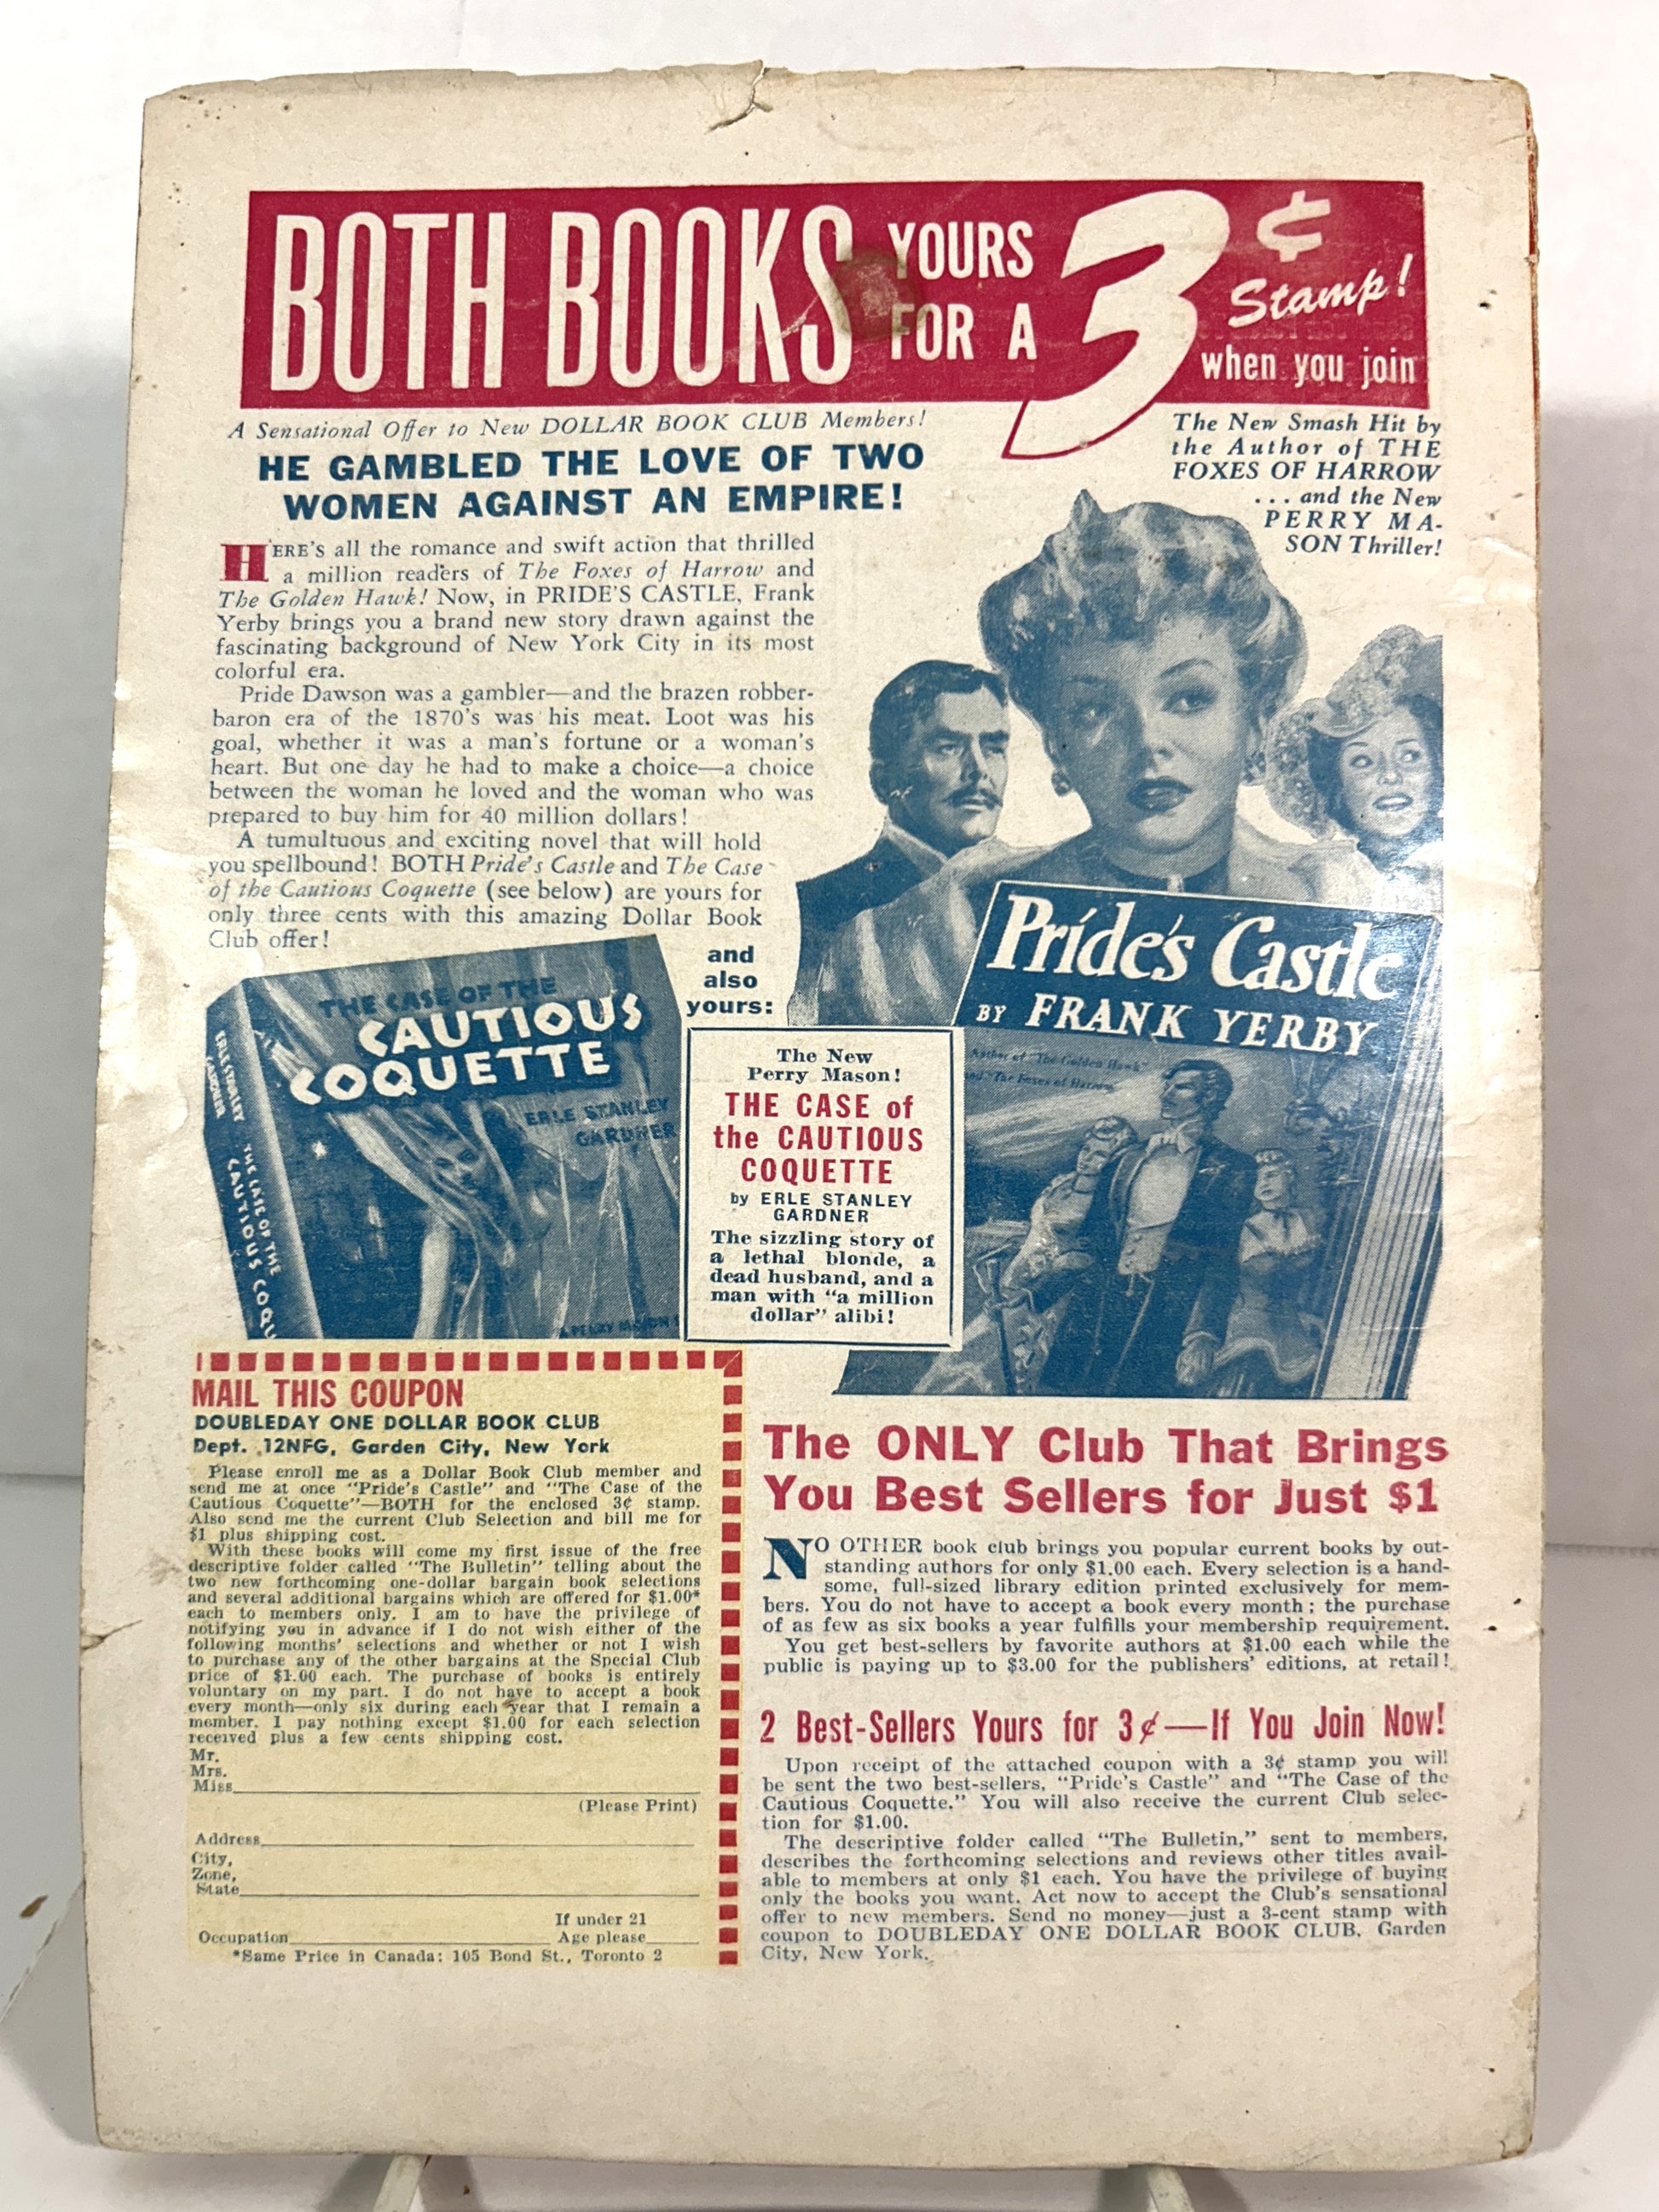 BOTH BOOKS YOURS FOR A 3¢ Stamp! when you join
A Sensational Offer to New DOLLAR BOOK CLUB Members!
HE GAMBLED THE LOVE OF TWO
WOMEN AGAINST AN EMPIRE!
The New Smash Hit by
the Author of THE
FOXES OF HARROW
... and the New
PERRY MA-
SON Thriller!
HERE'S all the romance and swift action that thrilled
a million readers of The Foxes of Harrow and
The Golden Hawk! Now, in PRIDE'S CASTLE, Frank
Yerby brings you a brand new story drawn against the
fascinating background of New York City in its most
colorful era.
Pride Dawson was a gambler—and the brazen robber-
baron era of the 1870's was his meat. Loot was his
goal, whether it was a man's fortune or a woman's
heart. But one day he had to make a choice—a choice
between the woman he loved and the woman who was
prepared to buy him for 40 million dollars!
A tumultuous and exciting novel that will hold
you spellbound! BOTH Pride's Castle and The Case
of the Cautious Coquette (see below) are yours for
only three cents with this amazing Dollar Book
Club offer!
and
also
yours:
THE CASE OF THE
CAUTIOUS
COQUETTE
ERLE STANLEY
GARDNER
ERLE STANLEY
GARDNER
THE CASE OF THE
CAUTIOUS COQU
A PERRY MASON
The New
Perry Mason!
THE CASE of
the CAUTIOUS
COQUETTE
by ERLE STANLEY
GARDNER
The sizzling story of
a lethal blonde, a
dead husband, and a
man with "a million
dollar" alibi!
Pride's Castle
BY FRANK YERBY
Author of "The Golden Hawk"
and "The Foxes of Harrow"
MAIL THIS COUPON
DOUBLEDAY ONE DOLLAR BOOK CLUB
Dept. 12NFG, Garden City, New York
Please enroll me as a Dollar Book Club member and
send me at once "Pride's Castle" and "The Case of the
Cautious Coquette"—BOTH for the enclosed 3¢ stamp.
Also send me the current Club Selection and bill me for
$1 plus shipping cost.
With these books will come my first issue of the free
descriptive folder called "The Bulletin" telling about the
two new forthcoming one-dollar bargain book selections
and several additional bargains which are offered for $1.00*
each to members only. I am to have the privilege of
notifying you in advance if I do not wish either of the
following months' selections and whether or not I wish
to purchase any of the other bargains at the Special Club
price of $1.00 each. The purchase of books is entirely
voluntary on my part. I do not have to accept a book
every month—only six during each year that I remain a
member. I pay nothing except $1.00 for each selection
received plus a few cents shipping cost.
Mr.
Mrs.
Miss
(Please Print)
Address
City,
Zone,
State
If under 21
Occupation Age please
*Same Price in Canada: 105 Bond St., Toronto 2
The ONLY Club That Brings
You Best Sellers for Just $1
NO OTHER book club brings you popular current books by out-
standing authors for only $1.00 each. Every selection is a hand-
some, full-sized library edition printed exclusively for mem-
bers. You do not have to accept a book every month; the purchase
of as few as six books a year fulfills your membership requirement.
You get best-sellers by favorite authors at $1.00 each while the
public is paying up to $3.00 for the publishers' editions, at retail!
2 Best-Sellers Yours for 3¢—If You Join Now!
Upon receipt of the attached coupon with a 3¢ stamp you will
be sent the two best-sellers, "Pride's Castle" and "The Case of the
Cautious Coquette." You will also receive the current Club selec-
tion for $1.00.
The descriptive folder called "The Bulletin," sent to members,
describes the forthcoming selections and reviews other titles avail-
able to members at only $1 each. You have the privilege of buying
only the books you want. Act now to accept the Club's sensational
offer to new members. Send no money—just a 3-cent stamp with
coupon to DOUBLEDAY ONE DOLLAR BOOK CLUB, Garden
City, New York.